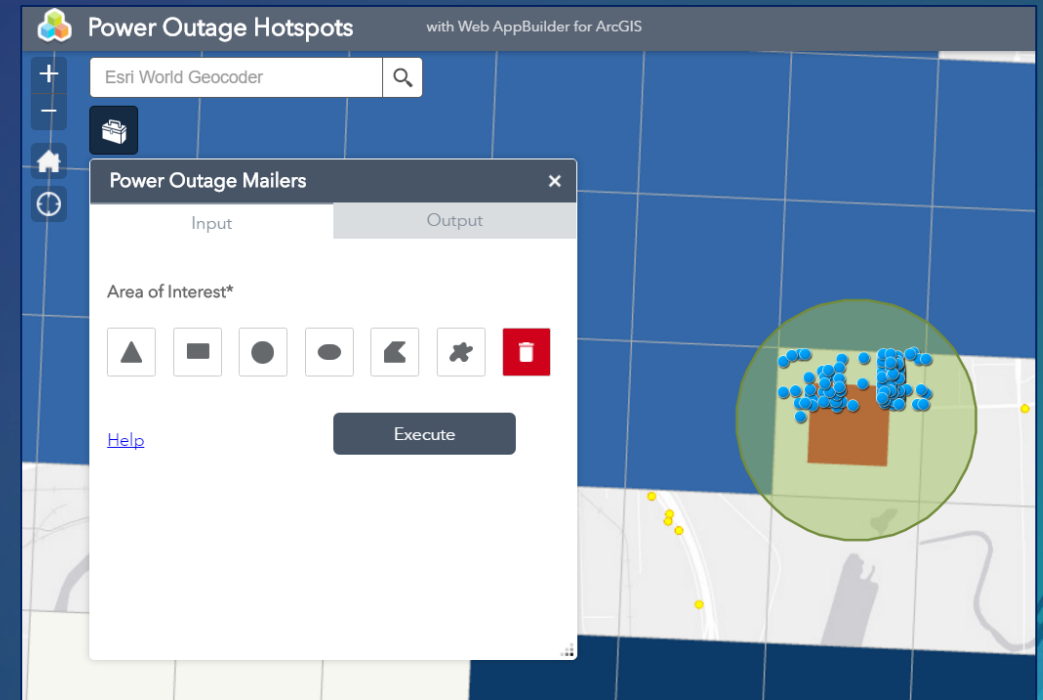 Power Outage Hotspots with Web AppBuilder for ArcGIS
Esri World Geocoder
Power Outage Mailers
Input Output
Area of Interest*
Help Execute